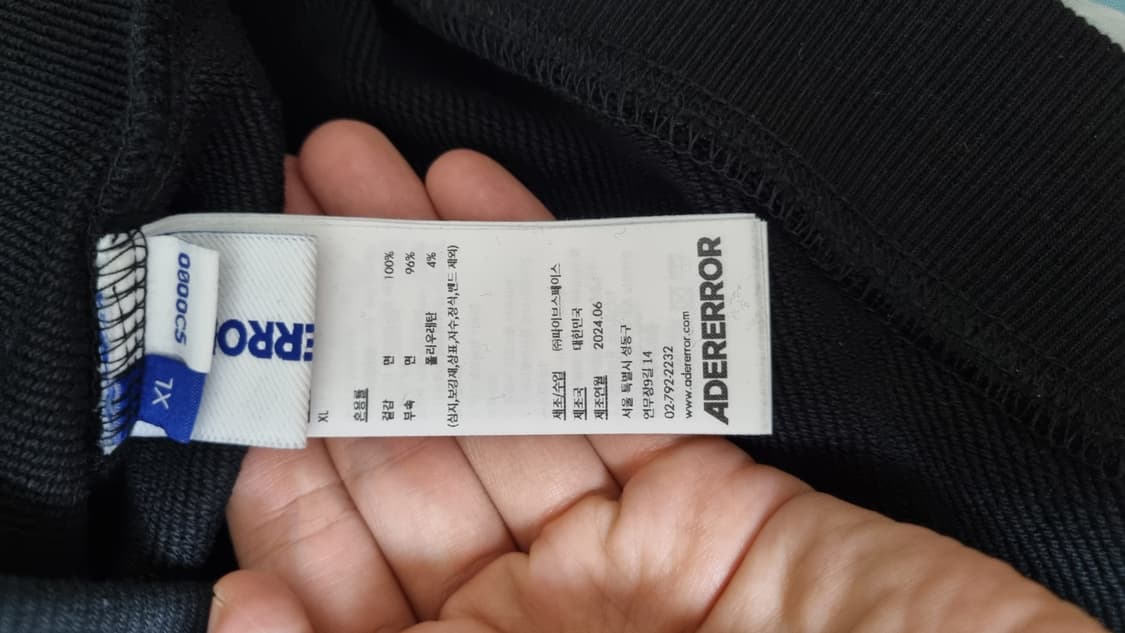 000005
XL
ERRO
XL
혼용률
겉감 면 100%
부속 면 96%
폴리우레탄 4%
(심지,보강재,상표,자수,장식,밴드 제외)
제조/수입 ㈜파이브스페이스
제조국 대한민국
제조연월 2024.06
서울 특별시 성동구
연무장9길 14
02-792-2232
www.adererror.com
ADERERROR